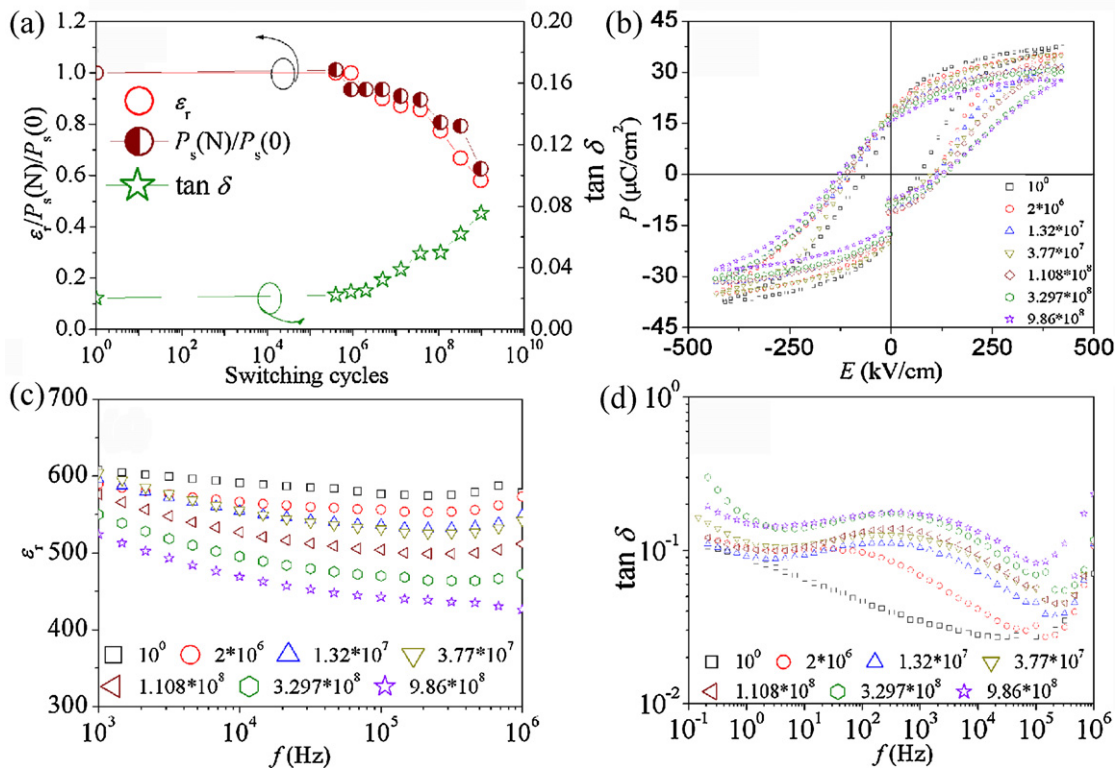 (a)
1.2
1.0
0.8
0.6
0.4
0.2
0.0
εr/Ps(N)/Ps(0)
εr
Ps(N)/Ps(0)
tan δ
0.20
0.16
0.12
0.08
0.04
0.00
tan δ
10^0 10^2 10^4 10^6 10^8 10^10
Switching cycles
(b)
45
30
15
0
-15
-30
-45
P (μC/cm^2)
10^0
2*10^6
1.32*10^7
3.77*10^7
1.108*10^8
3.297*10^8
9.86*10^8
-500 -250 0 250 500
E (kV/cm)
(c)
700
600
500
400
300
εr
10^0 2*10^6 1.32*10^7 3.77*10^7
1.108*10^8 3.297*10^8 9.86*10^8
10^3 10^4 10^5 10^6
f (Hz)
(d)
10^0
10^-1
10^-2
tan δ
10^0 2*10^6 1.32*10^7 3.77*10^7
1.108*10^8 3.297*10^8 9.86*10^8
10^-1 10^0 10^1 10^2 10^3 10^4 10^5 10^6
f (Hz)